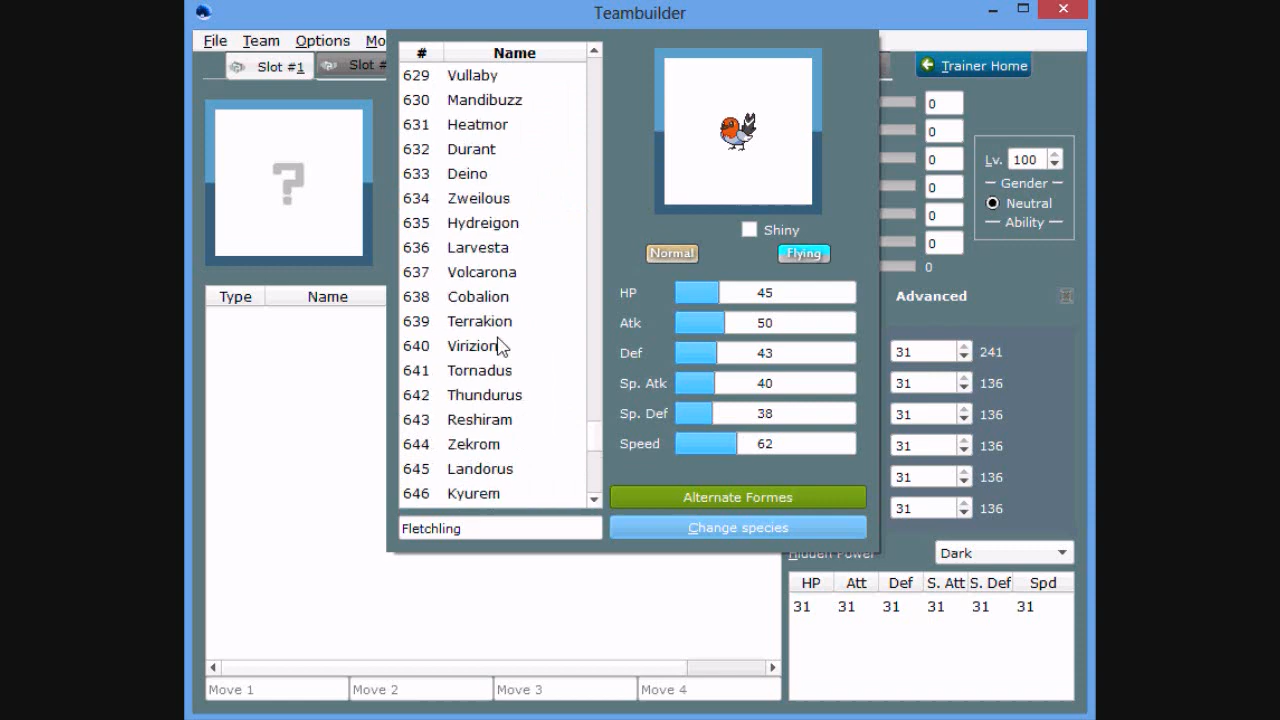 Teambuilder
File Team Options Mo
Slot #1 Slot #
Trainer Home
# Name
629 Vullaby
630 Mandibuzz
631 Heatmor
632 Durant
633 Deino
634 Zweilous
635 Hydreigon
636 Larvesta
637 Volcarona
638 Cobalion
639 Terrakion
640 Virizion
641 Tornadus
642 Thundurus
643 Reshiram
644 Zekrom
645 Landorus
646 Kyurem
Fletchling
?
Type Name
Shiny
Normal Flying
HP 45
Atk 50
Def 43
Sp. Atk 40
Sp. Def 38
Speed 62
Alternate Formes
Change species
0
0
0
0
0
0
0
Lv. 100
Gender
Neutral
Ability
Advanced
31 241
31 136
31 136
31 136
31 136
31 136
Hidden Power Dark
HP Att Def S. Att S. Def Spd
31 31 31 31 31 31
Move 1 Move 2 Move 3 Move 4